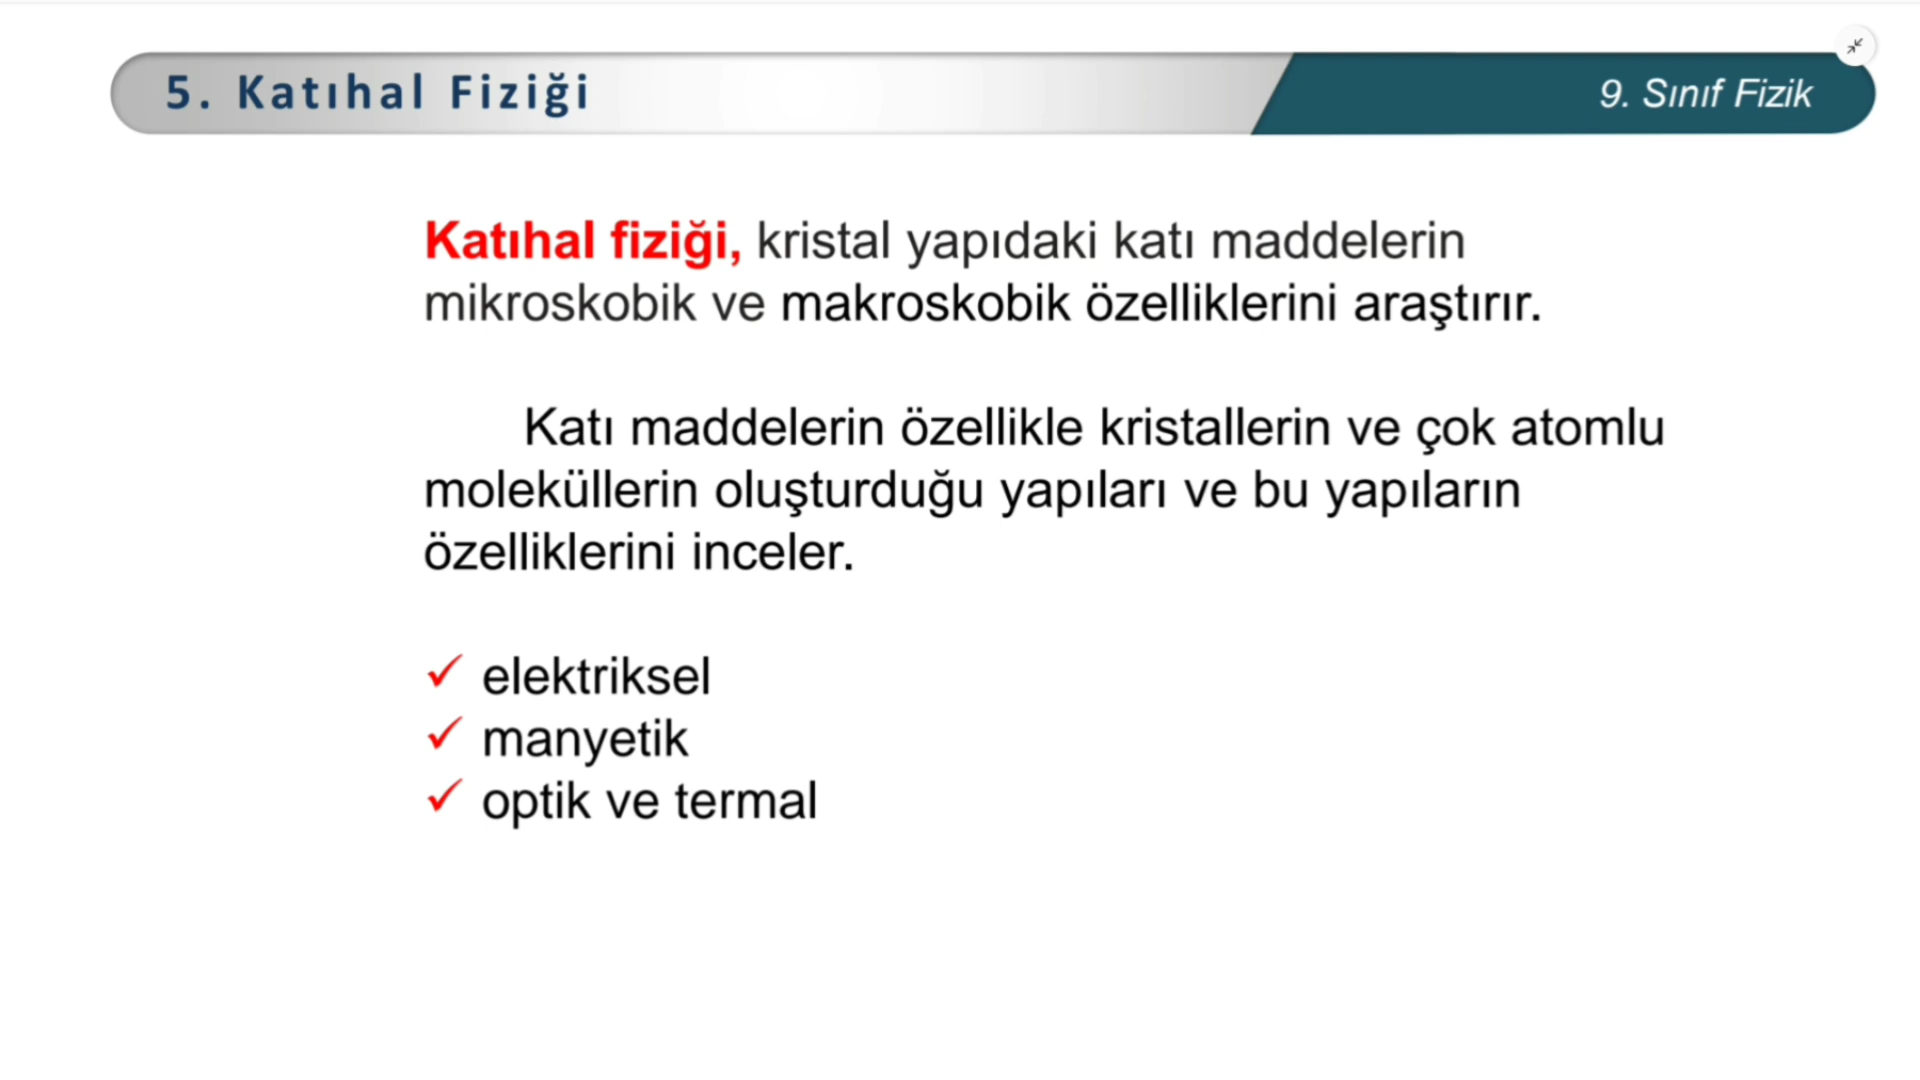 5. Katıhal Fiziği
9. Sınıf Fizik
Katıhal fiziği, kristal yapıdaki katı maddelerin
mikroskobik ve makroskobik özelliklerini araştırır.
Katı maddelerin özellikle kristallerin ve çok atomlu
moleküllerin oluşturduğu yapıları ve bu yapıların
özelliklerini inceler.
✓ elektriksel
✓ manyetik
✓ optik ve termal